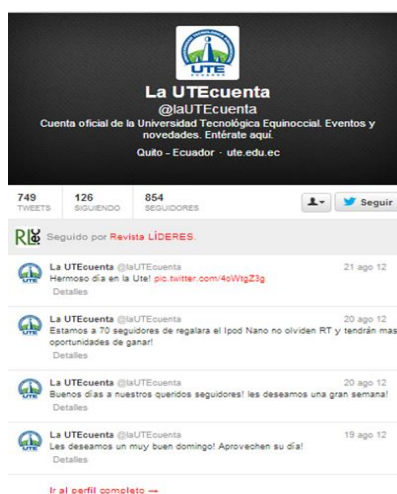 UTE
La UTEcuenta
@laUTEcuenta
Cuenta oficial de la Universidad Tecnológica Equinoccial. Eventos y
novedades. Entérate aquí.
Quito - Ecuador · ute.edu.ec
749 126 854
TWEETS SIGUIENDO SEGUIDORES
Seguir
Seguido por Revista LÍDERES.
La UTEcuenta @laUTEcuenta 21 ago 12
Hermoso día en la Ute! pic.twitter.com/4oWtgZ3g
Detalles
La UTEcuenta @laUTEcuenta 20 ago 12
Estamos a 70 seguidores de regalara el Ipod Nano no olviden RT y tendrán mas
oportunidades de ganar!
Detalles
La UTEcuenta @laUTEcuenta 20 ago 12
Buenos días a nuestros queridos seguidores! les deseamos una gran semana!
Detalles
La UTEcuenta @laUTEcuenta 19 ago 12
Les deseamos un muy buen domingo! Aprovechen su día!
Detalles
Ir al perfil completo →